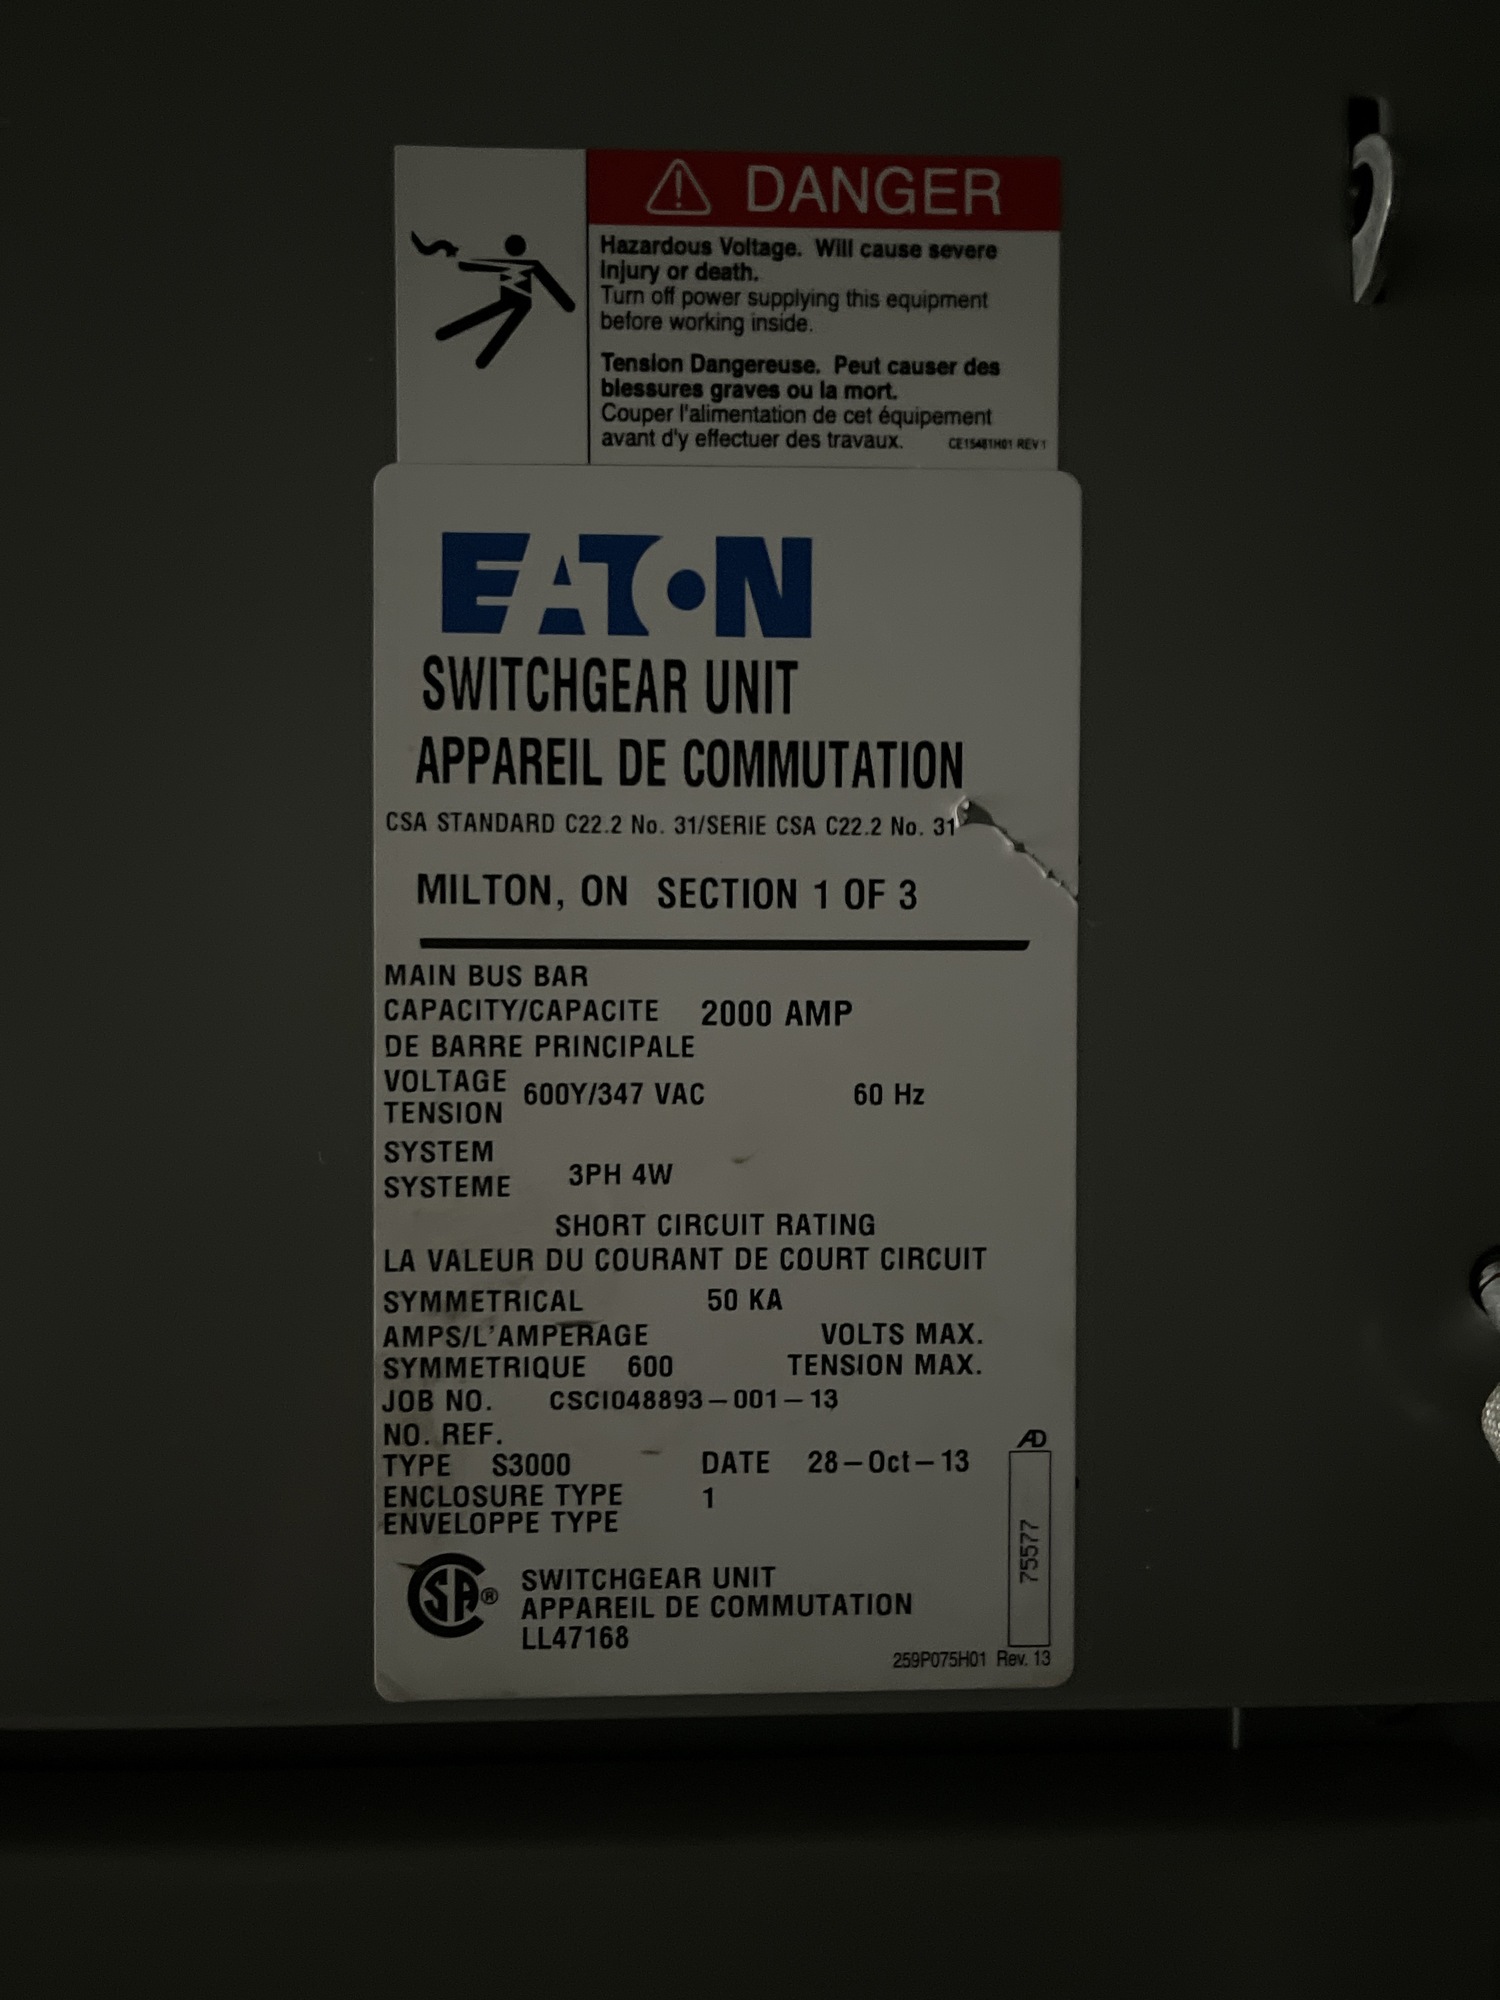 DANGER
Hazardous Voltage. Will cause severe
injury or death.
Turn off power supplying this equipment
before working inside.
Tension Dangereuse. Peut causer des
blessures graves ou la mort.
Couper l'alimentation de cet équipement
avant d'y effectuer des travaux. CE15481H01 REV 1
EATON
SWITCHGEAR UNIT
APPAREIL DE COMMUTATION
CSA STANDARD C22.2 No. 31/SERIE CSA C22.2 No. 31
MILTON, ON SECTION 1 OF 3
MAIN BUS BAR
CAPACITY/CAPACITE 2000 AMP
DE BARRE PRINCIPALE
VOLTAGE
TENSION 600Y/347 VAC 60 Hz
SYSTEM
SYSTEME 3PH 4W
SHORT CIRCUIT RATING
LA VALEUR DU COURANT DE COURT CIRCUIT
SYMMETRICAL 50 KA
AMPS/L'AMPERAGE VOLTS MAX.
SYMMETRIQUE 600 TENSION MAX.
JOB NO. CSCI048893-001-13
NO. REF.
TYPE S3000 DATE 28-Oct-13
ENCLOSURE TYPE 1
ENVELOPPE TYPE
AD
75577
SA®
SWITCHGEAR UNIT
APPAREIL DE COMMUTATION
LL47168
259P075H01 Rev. 13